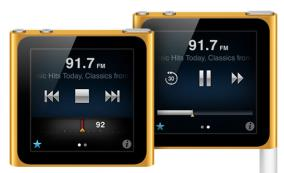 91.7 FM
ic Hits Today, Classics from
92
91.7 FM
ic Hits Today, Classics from
30